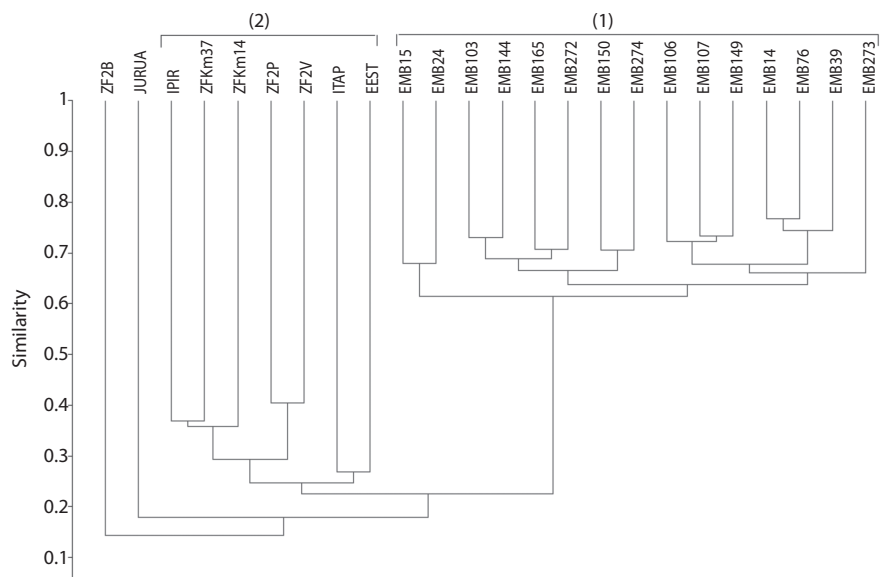 (2)
(1)
ZF2B
JURUA
IPIR
ZFKm37
ZFKm14
ZF2P
ZF2V
ITAP
EEST
EMB15
EMB24
EMB103
EMB144
EMB165
EMB272
EMB150
EMB274
EMB106
EMB107
EMB149
EMB14
EMB76
EMB39
EMB273
1
0.9
0.8
0.7
0.6
0.5
0.4
0.3
0.2
0.1
Similarity